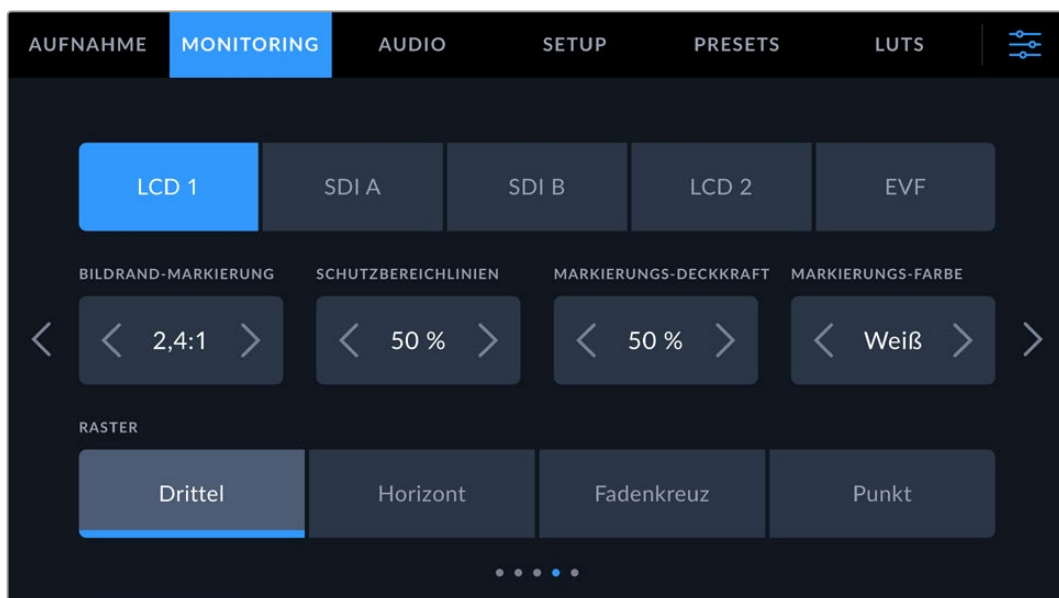 AUFNAHME MONITORING AUDIO SETUP PRESETS LUTS
LCD 1 SDI A SDI B LCD 2 EVF
BILDRAND-MARKIERUNG SCHUTZBEREICHLINIEN MARKIERUNGS-DECKKRAFT MARKIERUNGS-FARBE
2,4:1 50 % 50 % Weiß
RASTER
Drittel Horizont Fadenkreuz Punkt